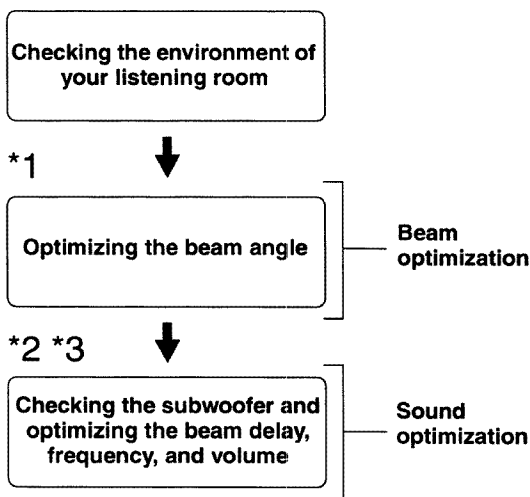 Checking the environment of
your listening room
*1
Optimizing the beam angle
Beam
optimization
*2 *3
Checking the subwoofer and
optimizing the beam delay,
frequency, and volume
Sound
optimization